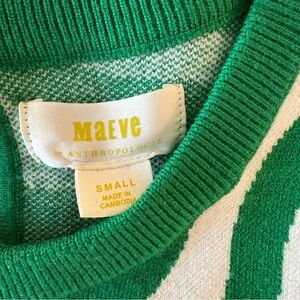 MAEVE
BY ANTHROPOLOGIE
SMALL
MADE IN
CAMBODIA